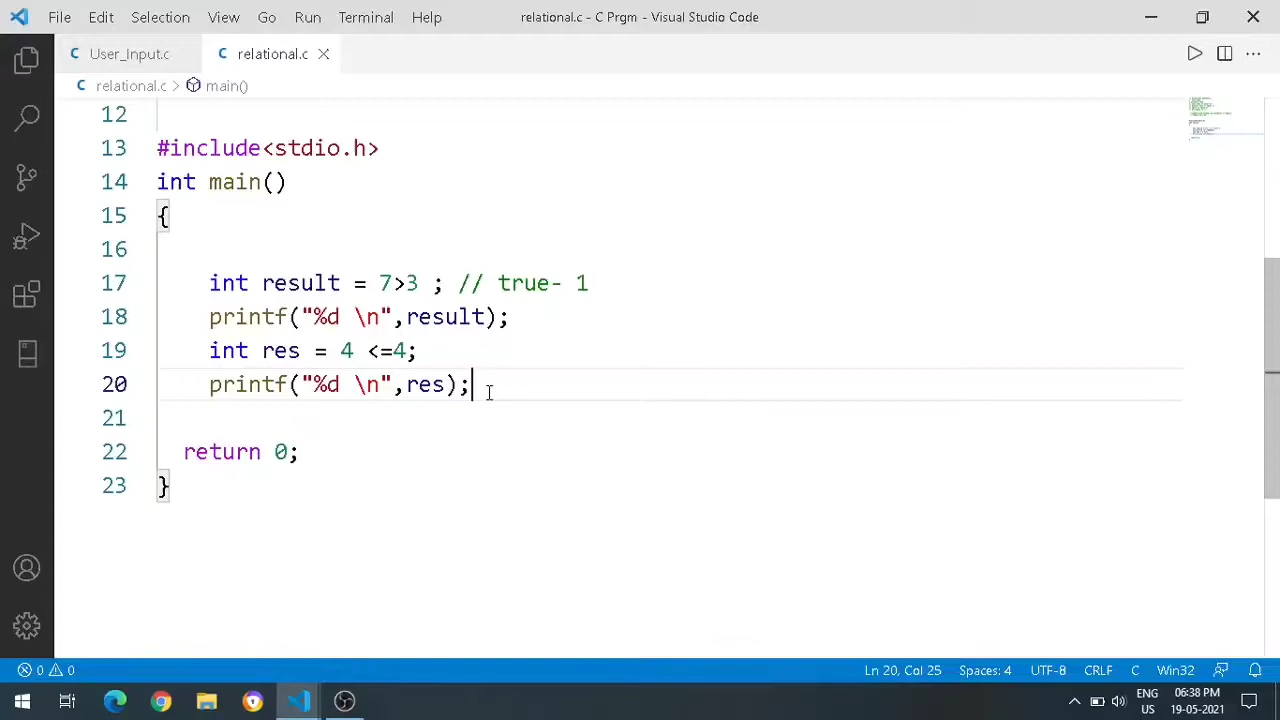 File Edit Selection View Go Run Terminal Help relational.c - C Prgm - Visual Studio Code
C User_Input.c C relational.c
C relational.c > main()
12
13 #include<stdio.h>
14 int main()
15 {
16
17 int result = 7>3 ; // true- 1
18 printf("%d \n",result);
19 int res = 4 <=4;
20 printf("%d \n",res);
21
22 return 0;
23 }
0 0 Ln 20, Col 25 Spaces: 4 UTF-8 CRLF C Win32
ENG 06:38 PM
US 19-05-2021